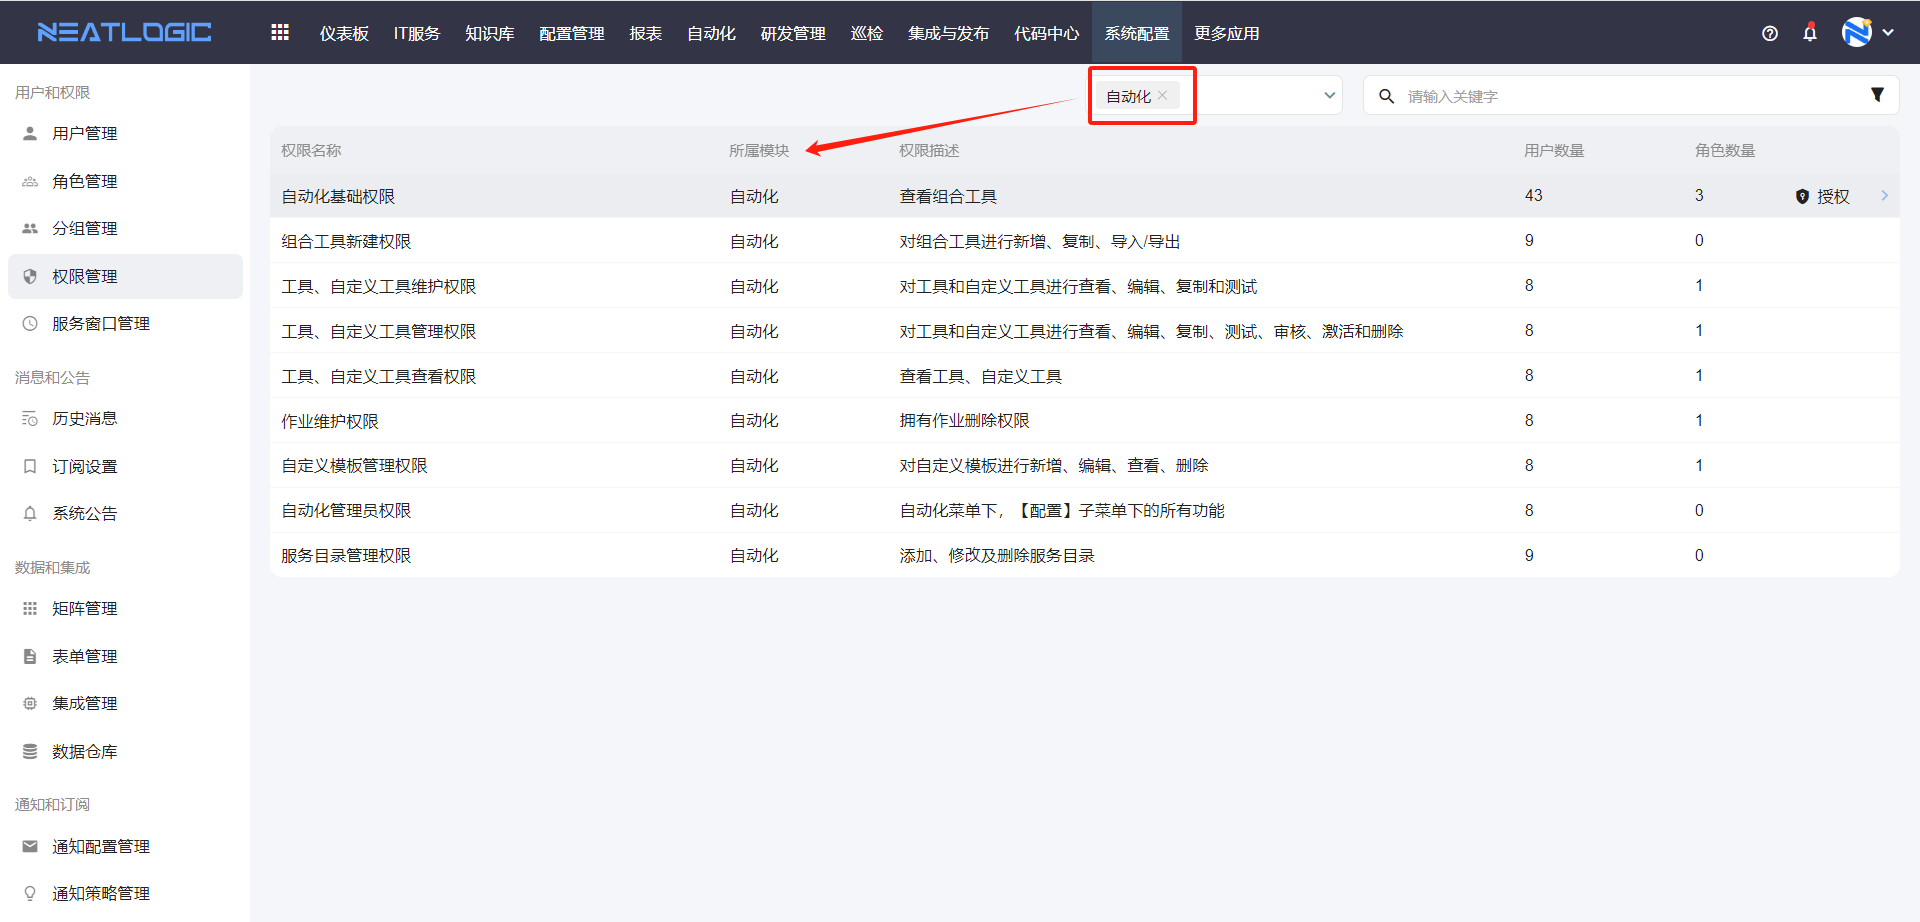 NEATLOGIC 仪表板 IT服务 知识库 配置管理 报表 自动化 研发管理 巡检 集成与发布 代码中心 系统配置 更多应用
用户和权限
用户管理
角色管理
分组管理
权限管理
服务窗口管理
消息和公告
历史消息
订阅设置
系统公告
数据和集成
矩阵管理
表单管理
集成管理
数据仓库
通知和订阅
通知配置管理
通知策略管理
自动化 请输入关键字
权限名称 所属模块 权限描述 用户数量 角色数量
自动化基础权限 自动化 查看组合工具 43 3 授权
组合工具新建权限 自动化 对组合工具进行新增、复制、导入/导出 9 0
工具、自定义工具维护权限 自动化 对工具和自定义工具进行查看、编辑、复制和测试 8 1
工具、自定义工具管理权限 自动化 对工具和自定义工具进行查看、编辑、复制、测试、审核、激活和删除 8 1
工具、自定义工具查看权限 自动化 查看工具、自定义工具 8 1
作业维护权限 自动化 拥有作业删除权限 8 1
自定义模板管理权限 自动化 对自定义模板进行新增、编辑、查看、删除 8 1
自动化管理员权限 自动化 自动化菜单下，【配置】子菜单下的所有功能 8 0
服务目录管理权限 自动化 添加、修改及删除服务目录 9 0